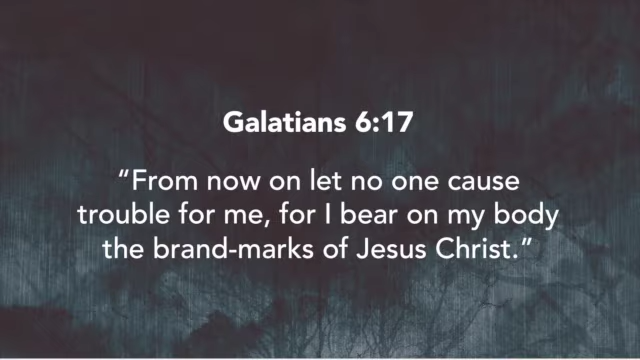 Galatians 6:17
“From now on let no one cause
trouble for me, for I bear on my body
the brand-marks of Jesus Christ.”